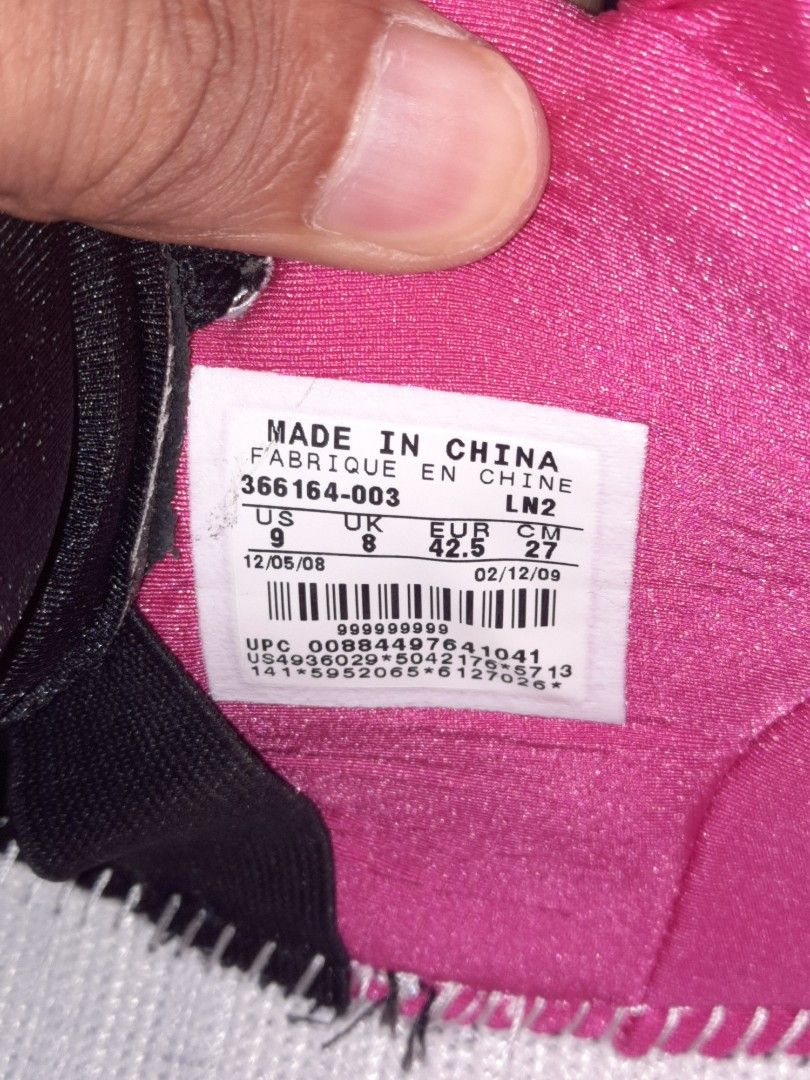 MADE IN CHINA
FABRIQUE EN CHINE
366164-003 LN2
US UK EUR CM
9 8 42.5 27
12/05/08 02/12/09
999999999
UPC 00884497641041
US4936029*5042176*5713
141*5952065*6127026*